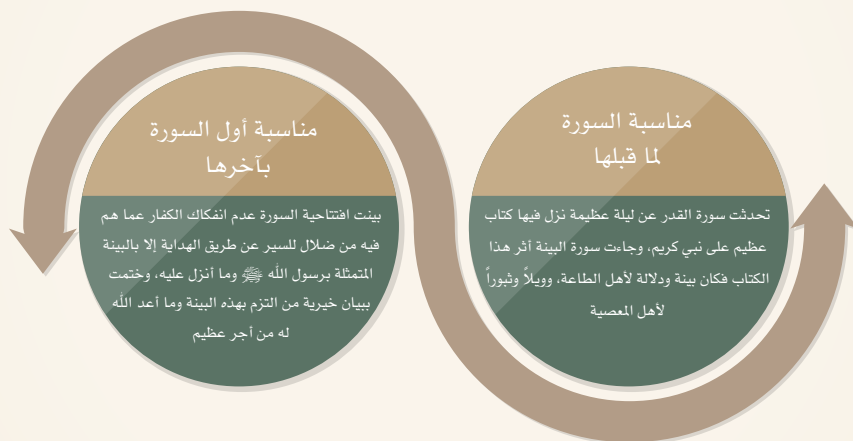 مناسبة السورة
لما قبلها
تحدثت سورة القدر عن ليلة عظيمة نزل فيها كتاب
عظيم على نبي كريم، وجاءت سورة البينة أثر هذا
الكتاب فكان بينة ودلالة لأهل الطاعة، وويلاً وثبوراً
لأهل المعصية
مناسبة أول السورة
بآخرها
بينت افتتاحية السورة عدم انفكاك الكفار عما هم
فيه من ضلال للسير عن طريق الهداية إلا بالبينة
المتمثلة برسول الله ﷺ وما أنزل عليه، وختمت
ببيان خيرية من التزم بهذه البينة وما أعد الله
له من أجر عظيم